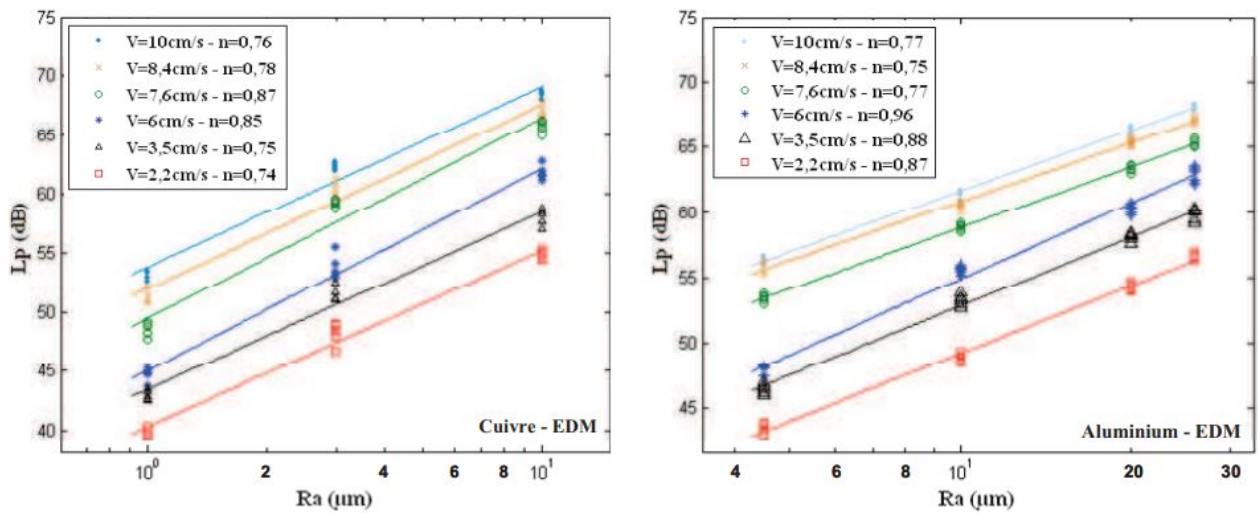 75
70
65
60
55
50
45
40
Lp (dB)
V=10cm/s - n=0,76
V=8,4cm/s - n=0,78
V=7,6cm/s - n=0,87
V=6cm/s - n=0,85
V=3,5cm/s - n=0,75
V=2,2cm/s - n=0,74
Cuivre - EDM
10⁰ 2 4 6 8 10¹
Ra (µm)
75
70
65
60
55
50
45
Lp (dB)
V=10cm/s - n=0,77
V=8,4cm/s - n=0,75
V=7,6cm/s - n=0,77
V=6cm/s - n=0,96
V=3,5cm/s - n=0,88
V=2,2cm/s - n=0,87
Aluminium - EDM
4 6 8 10¹ 20 30
Ra (µm)